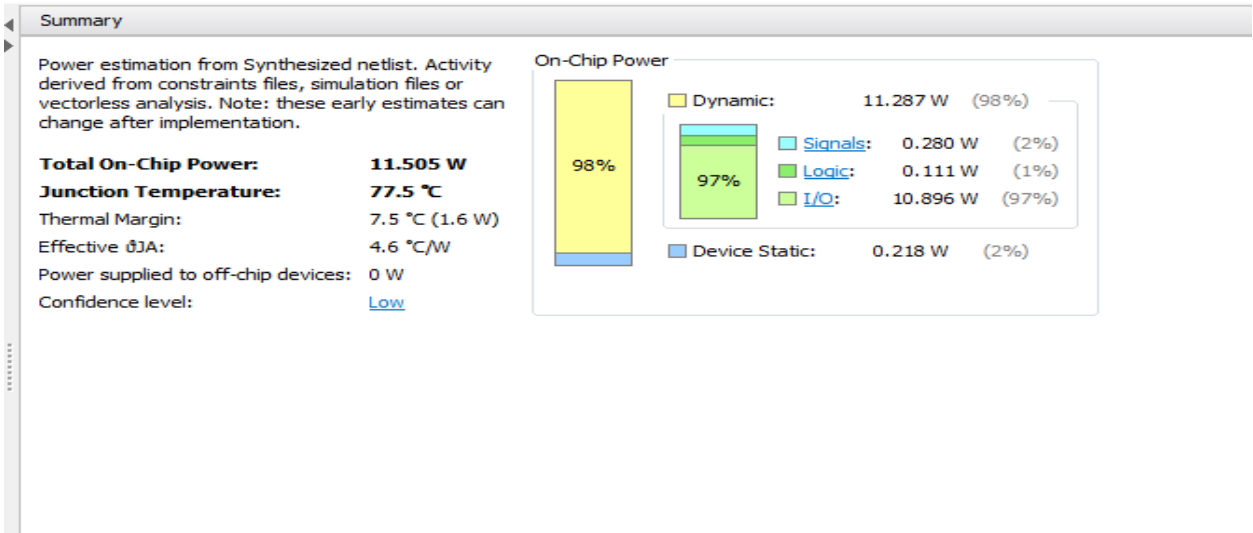 Summary
Power estimation from Synthesized netlist. Activity
derived from constraints files, simulation files or
vectorless analysis. Note: these early estimates can
change after implementation.
Total On-Chip Power: 11.505 W
Junction Temperature: 77.5 °C
Thermal Margin: 7.5 °C (1.6 W)
Effective ϑJA: 4.6 °C/W
Power supplied to off-chip devices: 0 W
Confidence level: Low
On-Chip Power
98%
Dynamic: 11.287 W (98%)
97%
Signals: 0.280 W (2%)
Logic: 0.111 W (1%)
I/O: 10.896 W (97%)
Device Static: 0.218 W (2%)